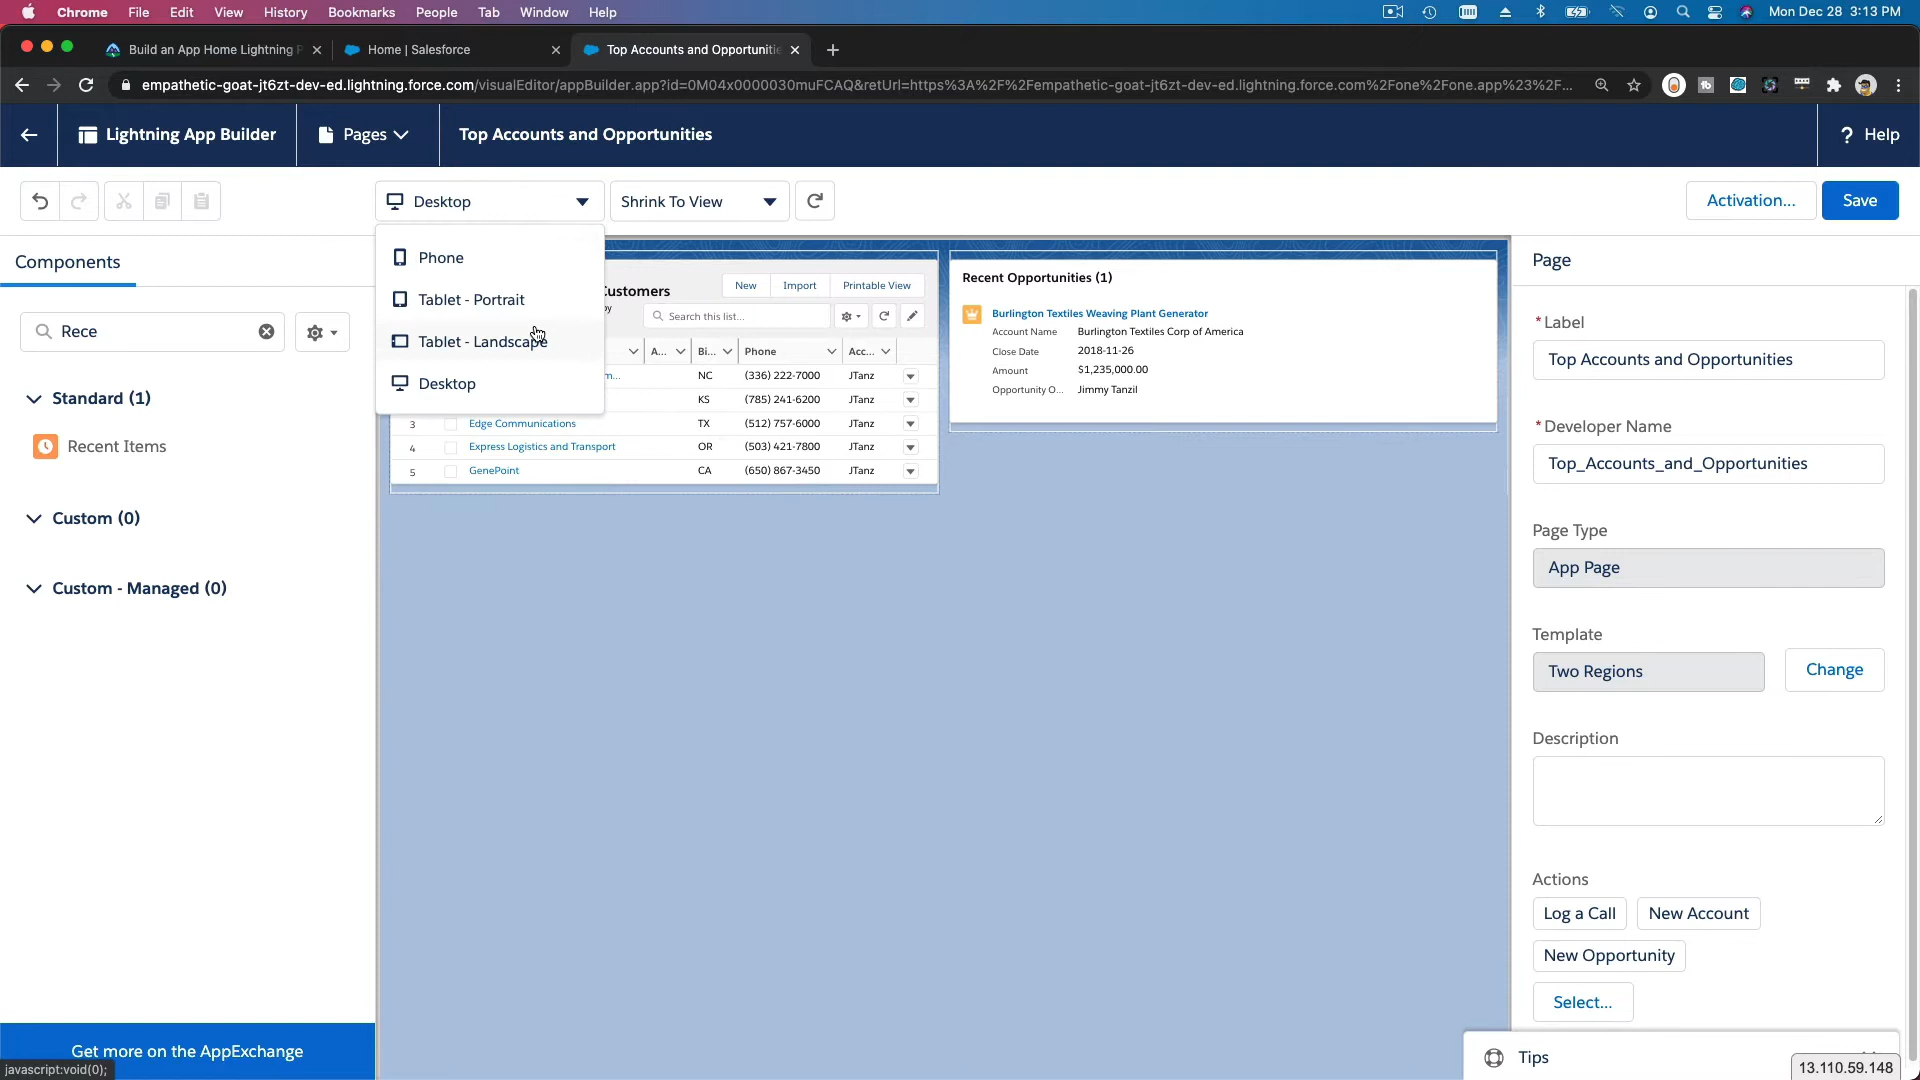 Chrome File Edit View History Bookmarks People Tab Window Help Mon Dec 28 3:13 PM
Build an App Home Lightning P Home | Salesforce Top Accounts and Opportunitie
empathetic-goat-jt6zt-dev-ed.lightning.force.com/visualEditor/appBuilder.app?id=0M04x0000030muFCAQ&retUrl=https%3A%2F%2Fempathetic-goat-jt6zt-dev-ed.lightning.force.com%2Fone%2Fone.app%23%2F...
Lightning App Builder Pages Top Accounts and Opportunities ? Help
Desktop Shrink To View Activation... Save
Components
Rece
Standard (1)
Recent Items
Custom (0)
Custom - Managed (0)
Get more on the AppExchange
javascript:void(0);
Phone
Tablet - Portrait
Tablet - Landscape
Desktop
Customers New Import Printable View
Search this list...
A... Bi... Phone Acc...
NC (336) 222-7000 JTanz
KS (785) 241-6200 JTanz
3 Edge Communications TX (512) 757-6000 JTanz
4 Express Logistics and Transport OR (503) 421-7800 JTanz
5 GenePoint CA (650) 867-3450 JTanz
Recent Opportunities (1)
Burlington Textiles Weaving Plant Generator
Account Name Burlington Textiles Corp of America
Close Date 2018-11-26
Amount $1,235,000.00
Opportunity O... Jimmy Tanzil
Page
*Label
Top Accounts and Opportunities
*Developer Name
Top_Accounts_and_Opportunities
Page Type
App Page
Template
Two Regions Change
Description
Actions
Log a Call New Account
New Opportunity
Select...
Tips
13.110.59.148